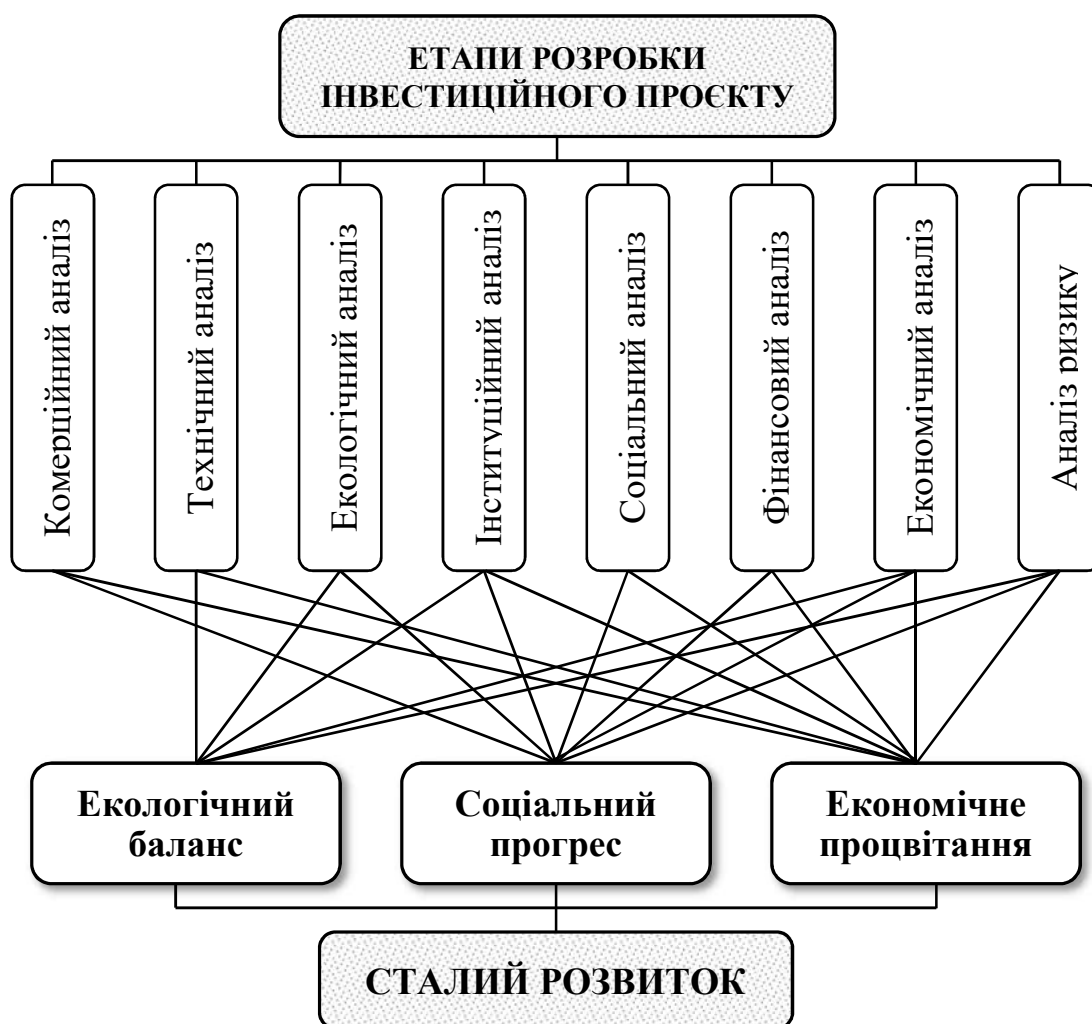 ЕТАПИ РОЗРОБКИ
ІНВЕСТИЦІЙНОГО ПРОЄКТУ
Комерційний аналіз
Технічний аналіз
Екологічний аналіз
Інституційний аналіз
Соціальний аналіз
Фінансовий аналіз
Економічний аналіз
Аналіз ризику
Екологічний
баланс
Соціальний
прогрес
Економічне
процвітання
СТАЛИЙ РОЗВИТОК